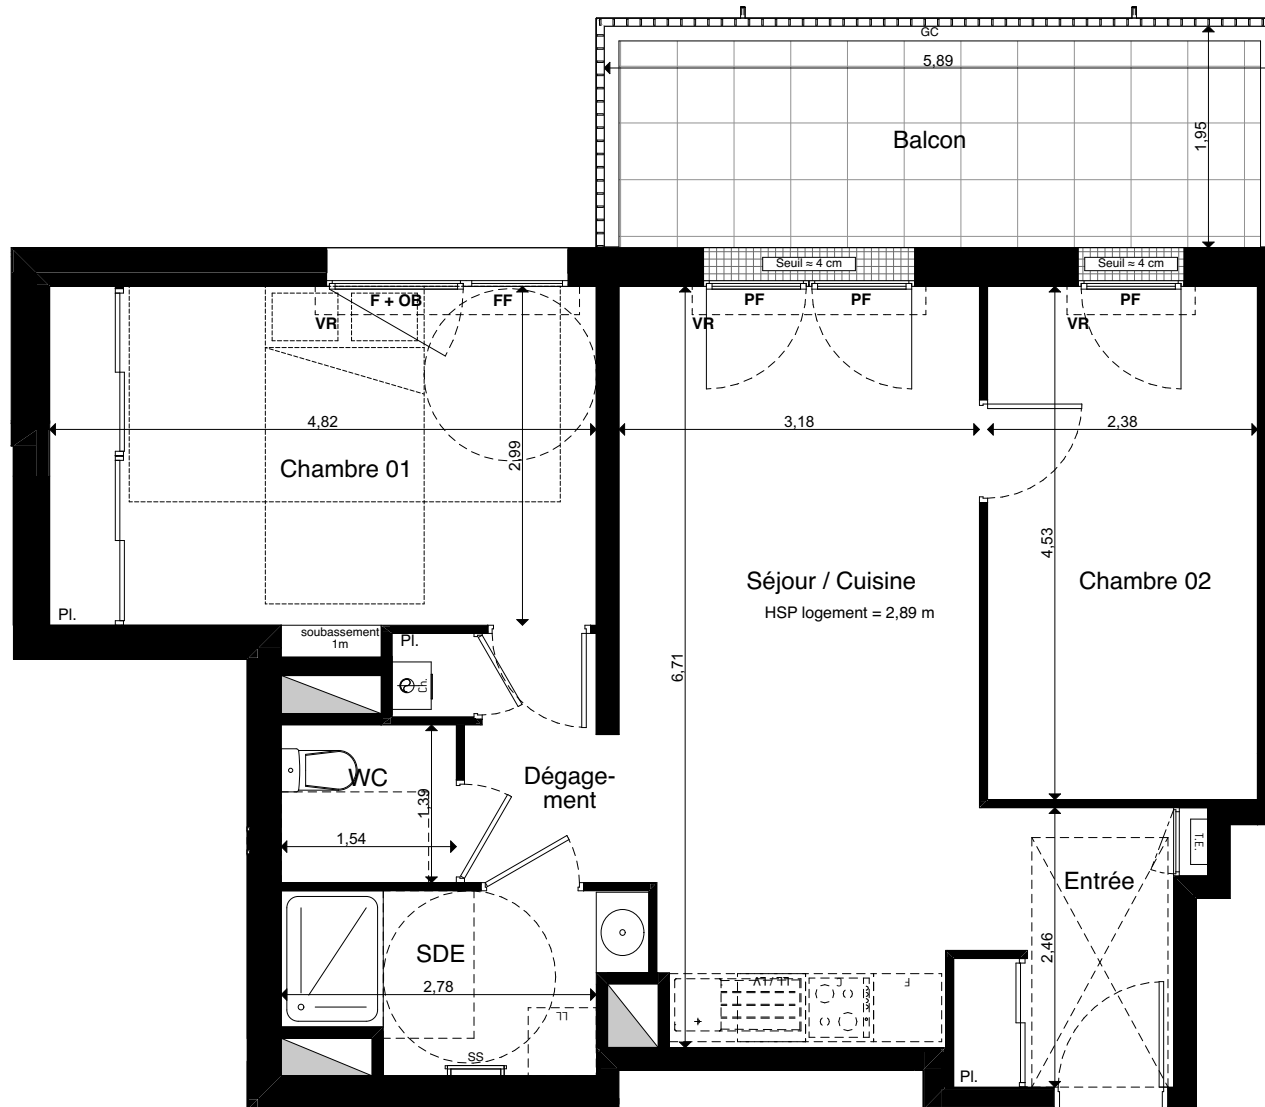 GC
5,89
Balcon
1,95
Seuil ≈ 4 cm
Seuil ≈ 4 cm
F + OB
FF
VR
PF
PF
VR
PF
VR
4,82
2,99
Chambre 01
3,18
2,38
4,53
Séjour / Cuisine
HSP logement = 2,89 m
Chambre 02
Pl.
soubassement
1m
Pl.
Ch.
6,71
WC
1,39
1,54
Dégage-
ment
T.E.
Entrée
2,46
SDE
2,78
LL
SS
LL / LV
F
Pl.